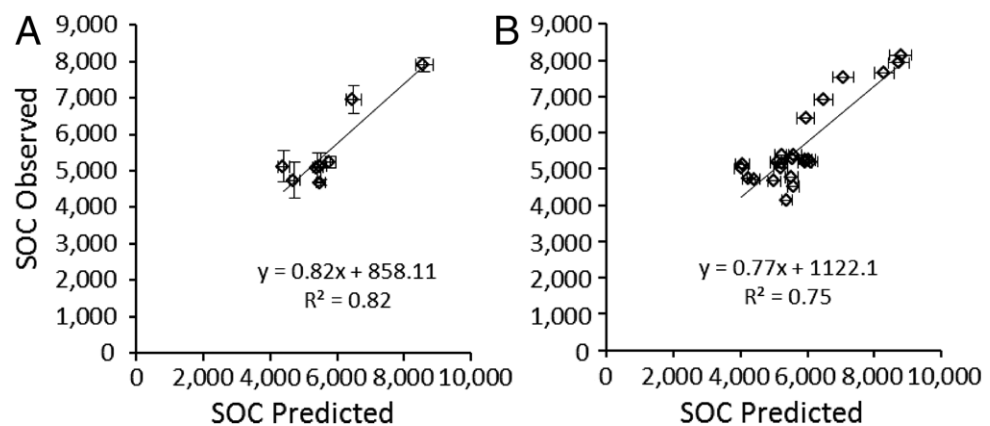 A
9,000
8,000
7,000
6,000
5,000
4,000
3,000
2,000
1,000
0
SOC Observed
y = 0.82x + 858.11
R² = 0.82
0 2,000 4,000 6,000 8,000 10,000
SOC Predicted
B
9,000
8,000
7,000
6,000
5,000
4,000
3,000
2,000
1,000
0
y = 0.77x + 1122.1
R² = 0.75
0 2,000 4,000 6,000 8,000 10,000
SOC Predicted